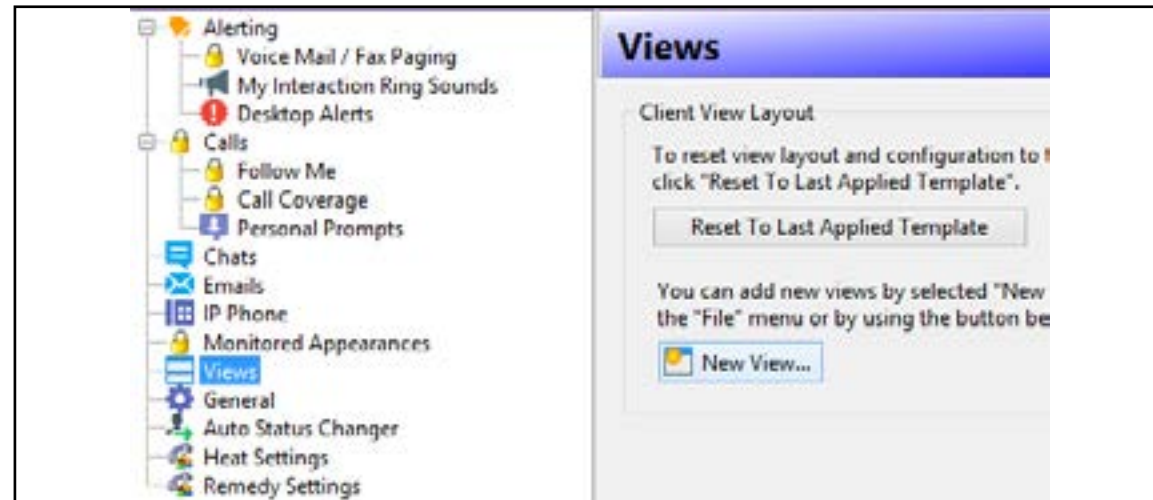 Alerting
Voice Mail / Fax Paging
My Interaction Ring Sounds
Desktop Alerts
Calls
Follow Me
Call Coverage
Personal Prompts
Chats
Emails
IP Phone
Monitored Appearances
Views
General
Auto Status Changer
Heat Settings
Remedy Settings
Views
Client View Layout
To reset view layout and configuration to
click "Reset To Last Applied Template".
Reset To Last Applied Template
You can add new views by selected "New
the "File" menu or by using the button be
New View...